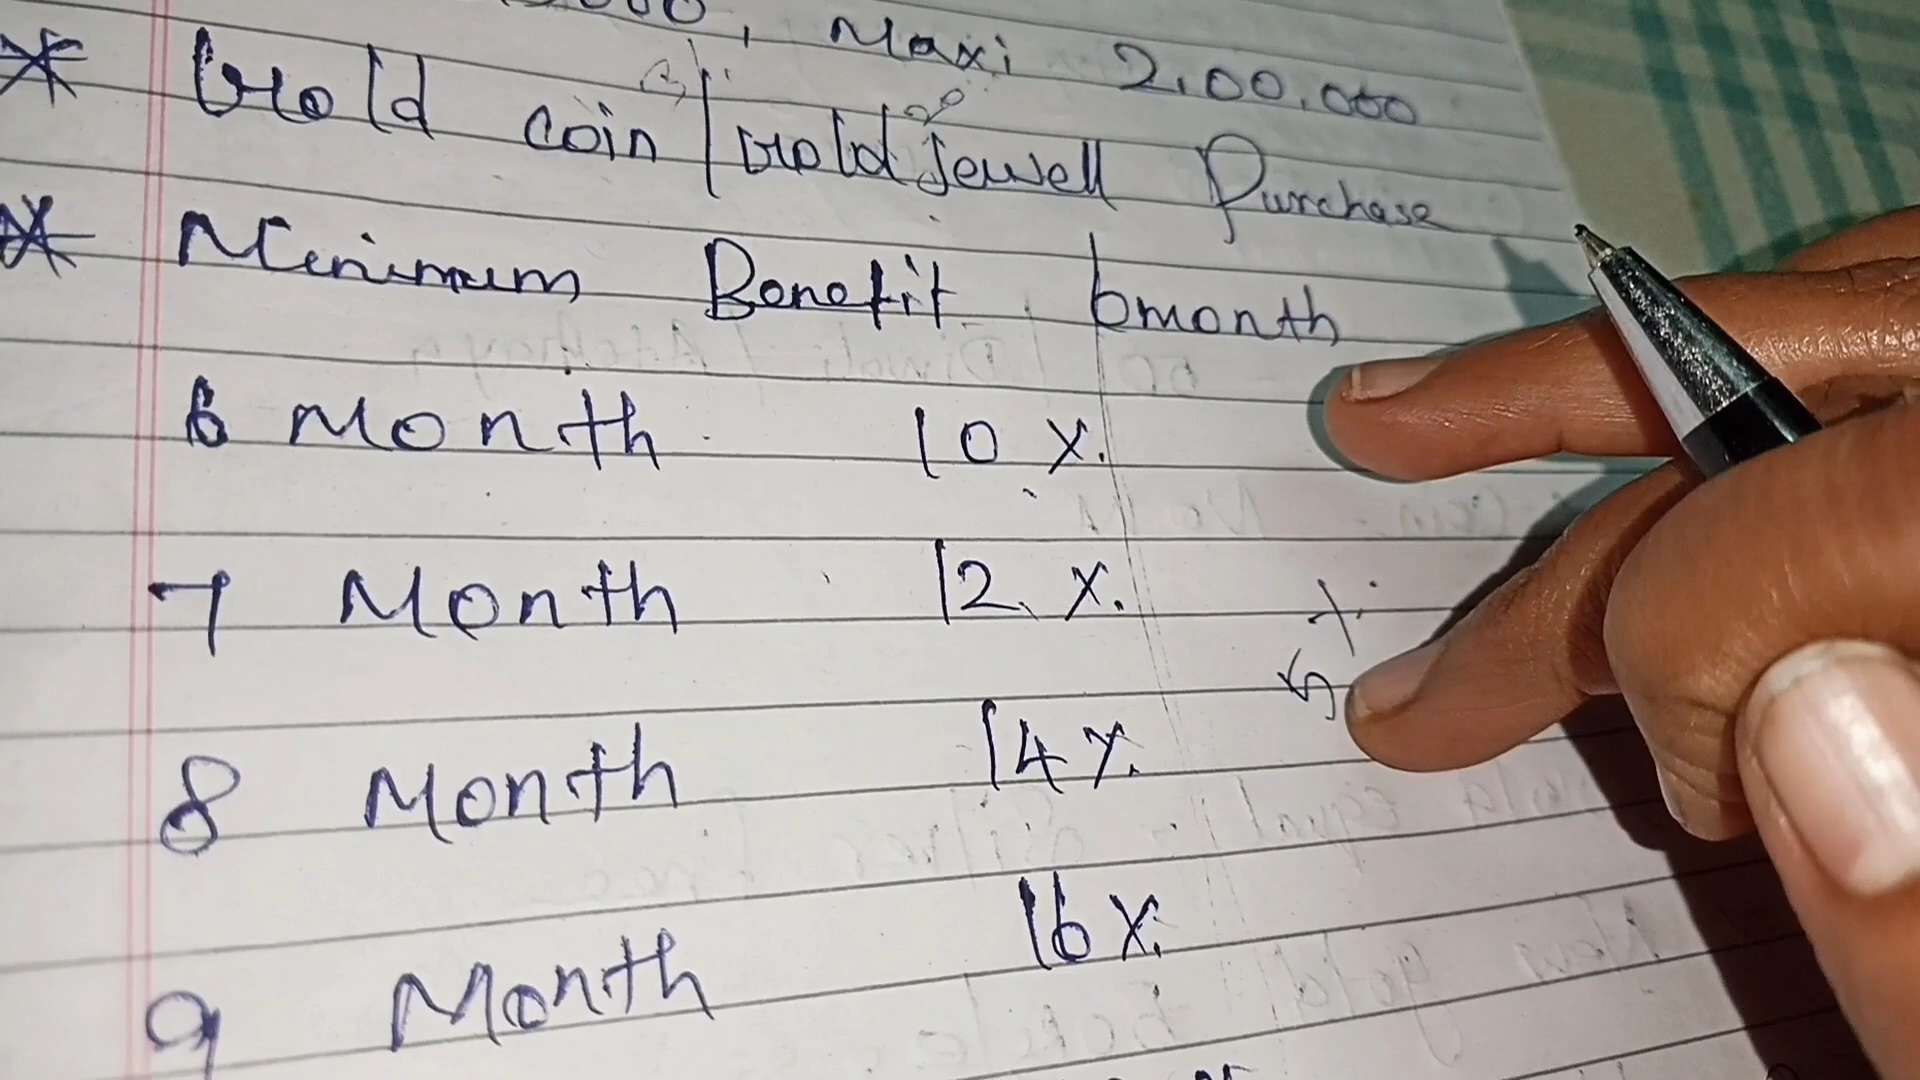 000, Maxi 2,00,000
* Gold coin / Gold Jewell Purchase
* Minimum Benefit 6month
6 Month 10 %.
7 Month 12 %.
8 Month 14 %.
9 Month 16 %.